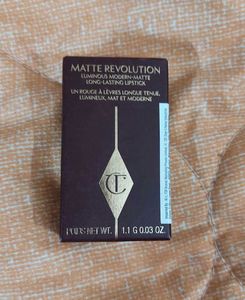 MATTE REVOLUTION
LUMINOUS MODERN-MATTE
LONG-LASTING LIPSTICK
UN ROUGE À LÈVRES LONGUE TENUE,
LUMINEUX, MAT ET MODERNE
CT
POIDS NET WT. 1.1 G 0.03 OZ.